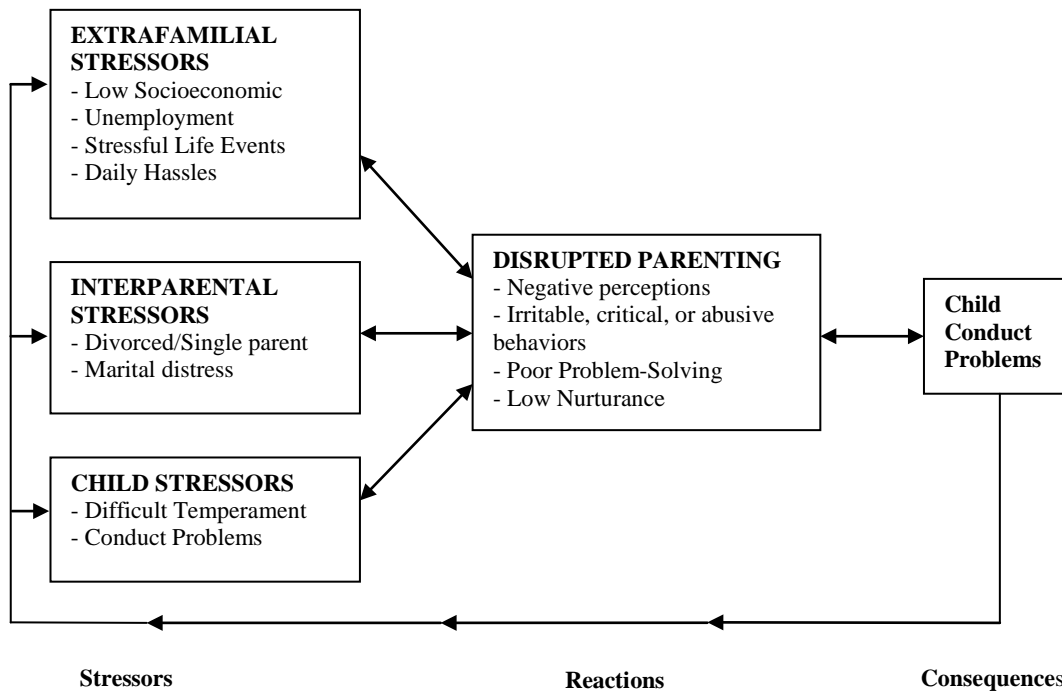 EXTRAFAMILIAL
STRESSORS
- Low Socioeconomic
- Unemployment
- Stressful Life Events
- Daily Hassles
INTERPARENTAL
STRESSORS
- Divorced/Single parent
- Marital distress
CHILD STRESSORS
- Difficult Temperament
- Conduct Problems
DISRUPTED PARENTING
- Negative perceptions
- Irritable, critical, or abusive
behaviors
- Poor Problem-Solving
- Low Nurturance
Child
Conduct
Problems
Stressors
Reactions
Consequences